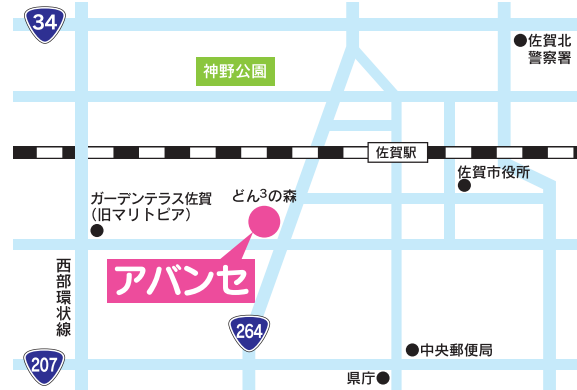 34
佐賀北
警察署
神野公園
佐賀駅
佐賀市役所
ガーデンテラス佐賀
（旧マリトピア）
どん3の森
アバンセ
西部環状線
264
207
中央郵便局
県庁